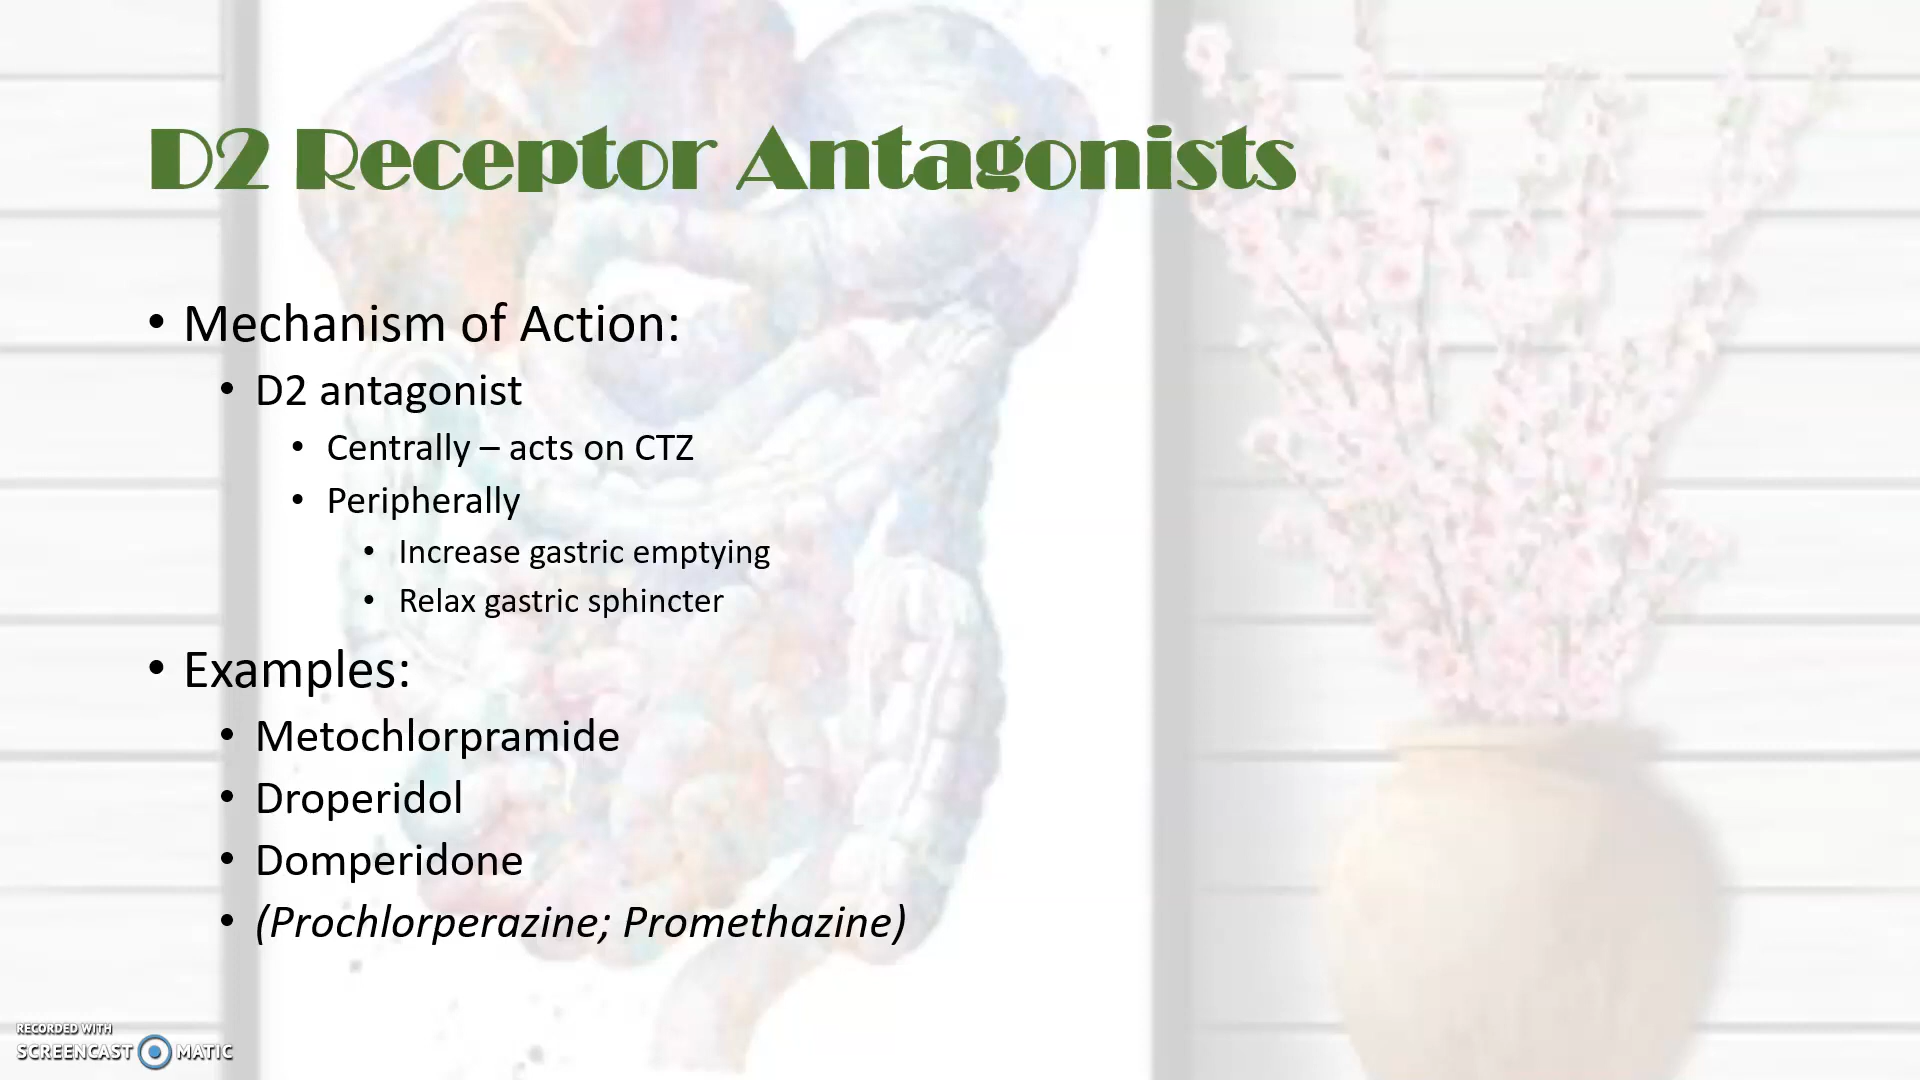 D2 Receptor Antagonists
• Mechanism of Action:
• D2 antagonist
• Centrally – acts on CTZ
• Peripherally
• Increase gastric emptying
• Relax gastric sphincter
• Examples:
• Metochlorpramide
• Droperidol
• Domperidone
• (Prochlorperazine; Promethazine)
RECORDED WITH
SCREENCAST MATIC